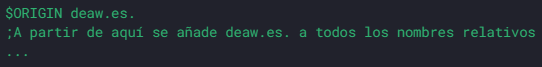 $ORIGIN deaw.es.
;A partir de aquí se añade deaw.es. a todos los nombres relativos
...